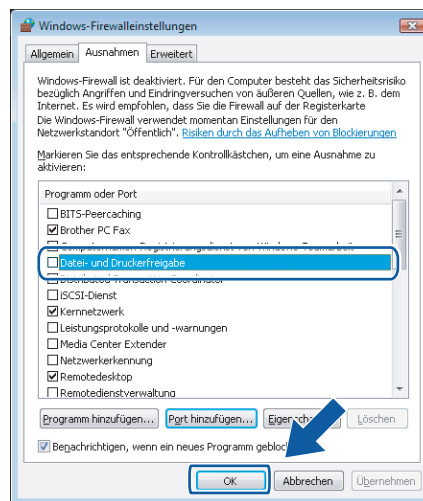 Windows-Firewalleinstellungen
Allgemein Ausnahmen Erweitert
Windows-Firewall ist deaktiviert. Für den Computer besteht das Sicherheitsrisiko
bezüglich Angriffen und Eindringversuchen von äußeren Quellen, wie z. B. dem
Internet. Es wird empfohlen, dass Sie die Firewall auf der Registerkarte
Die Windows-Firewall verwendet momentan Einstellungen für den
Netzwerkstandort "Öffentlich". Risiken durch das Aufheben von Blockierungen
Markieren Sie das entsprechende Kontrollkästchen, um eine Ausnahme zu
aktivieren:
Programm oder Port
BITS-Peercaching
Brother PC Fax
Datei- und Druckerfreigabe
Distributed Transaction Coordinator
iSCSI-Dienst
Kernnetzwerk
Leistungsprotokolle und -warnungen
Media Center Extender
Netzwerkerkennung
Remotedesktop
Remotedienstverwaltung
Programm hinzufügen... Port hinzufügen... Löschen
Benachrichtigen, wenn ein neues Programm
OK Abbrechen Übernehmen